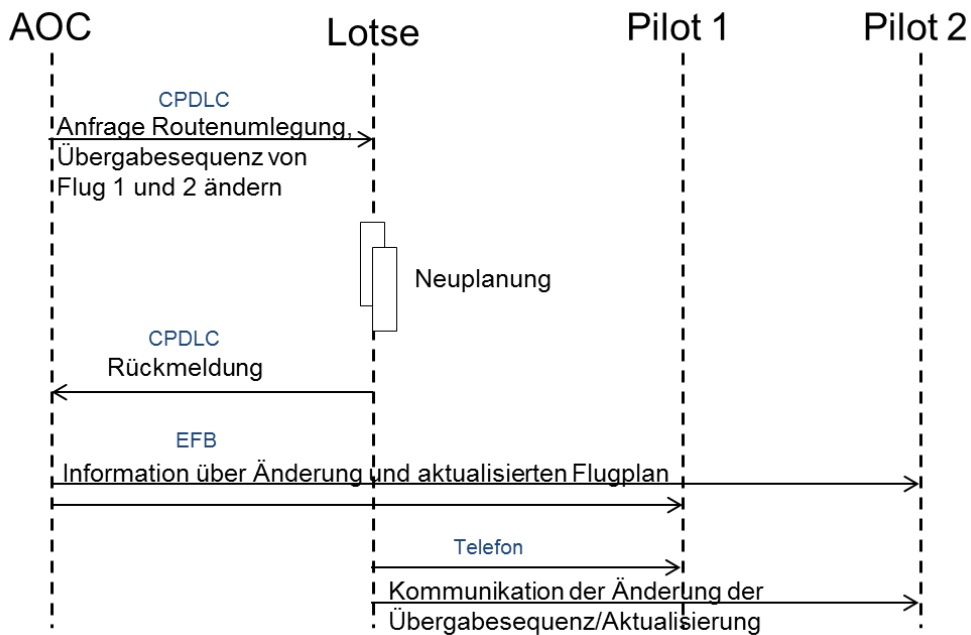 AOC
Lotse
Pilot 1
Pilot 2
CPDLC
Anfrage Routenumlegung,
Übergabesequenz von
Flug 1 und 2 ändern
Neuplanung
CPDLC
Rückmeldung
EFB
Information über Änderung und aktualisierten Flugplan
Telefon
Kommunikation der Änderung der
Übergabesequenz/Aktualisierung